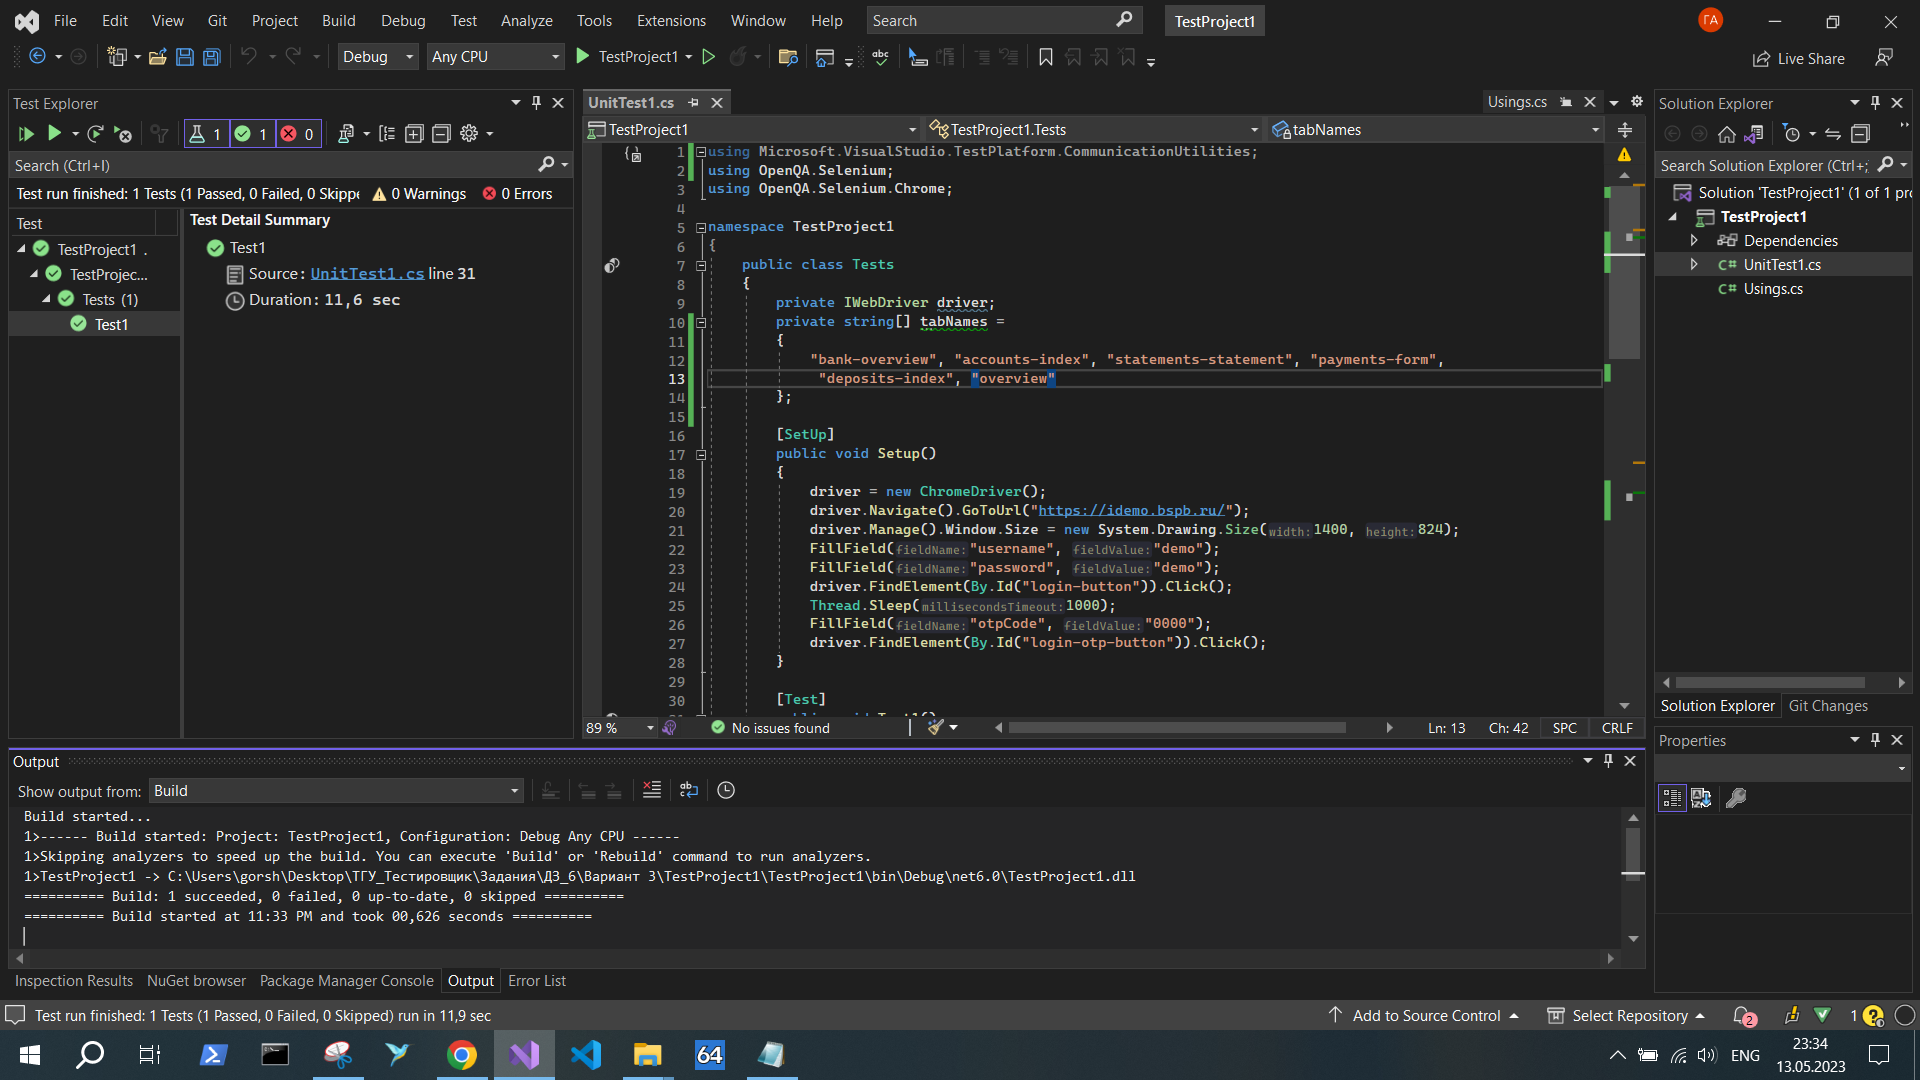 File Edit View Git Project Build Debug Test Analyze Tools Extensions Window Help Search TestProject1 ГА
Debug Any CPU TestProject1 Live Share
Test Explorer
1 1 0
Search (Ctrl+I)
Test run finished: 1 Tests (1 Passed, 0 Failed, 0 Skippe 0 Warnings 0 Errors
Test
TestProject1 .
TestProjec...
Tests (1)
Test1
Test Detail Summary
Test1
Source: UnitTest1.cs line 31
Duration: 11,6 sec
UnitTest1.cs Usings.cs
TestProject1 TestProject1.Tests tabNames
1 using Microsoft.VisualStudio.TestPlatform.CommunicationUtilities;
2 using OpenQA.Selenium;
3 using OpenQA.Selenium.Chrome;
4
5 namespace TestProject1
6 {
7 public class Tests
8 {
9 private IWebDriver driver;
10 private string[] tabNames =
11 {
12 "bank-overview", "accounts-index", "statements-statement", "payments-form",
13 "deposits-index", "overview"
14 };
15
16 [SetUp]
17 public void Setup()
18 {
19 driver = new ChromeDriver();
20 driver.Navigate().GoToUrl("https://idemo.bspb.ru/");
21 driver.Manage().Window.Size = new System.Drawing.Size(width: 1400, height: 824);
22 FillField(fieldName: "username", fieldValue: "demo");
23 FillField(fieldName: "password", fieldValue: "demo");
24 driver.FindElement(By.Id("login-button")).Click();
25 Thread.Sleep(millisecondsTimeout: 1000);
26 FillField(fieldName: "otpCode", fieldValue: "0000");
27 driver.FindElement(By.Id("login-otp-button")).Click();
28 }
29
30 [Test]
89 % No issues found Ln: 13 Ch: 42 SPC CRLF
Solution Explorer
Search Solution Explorer (Ctrl+;
Solution 'TestProject1' (1 of 1 pr
TestProject1
Dependencies
C# UnitTest1.cs
C# Usings.cs
Solution Explorer Git Changes
Properties
Output
Show output from: Build
Build started...
1>------ Build started: Project: TestProject1, Configuration: Debug Any CPU ------
1>Skipping analyzers to speed up the build. You can execute 'Build' or 'Rebuild' command to run analyzers.
1>TestProject1 -> C:\Users\gorsh\Desktop\ТГУ_Тестировщик\Задания\ДЗ_6\Вариант 3\TestProject1\TestProject1\bin\Debug\net6.0\TestProject1.dll
========== Build: 1 succeeded, 0 failed, 0 up-to-date, 0 skipped ==========
========== Build started at 11:33 PM and took 00,626 seconds ==========
Inspection Results NuGet browser Package Manager Console Output Error List
Test run finished: 1 Tests (1 Passed, 0 Failed, 0 Skipped) run in 11,9 sec Add to Source Control Select Repository 2 1
64 ENG 23:34
13.05.2023